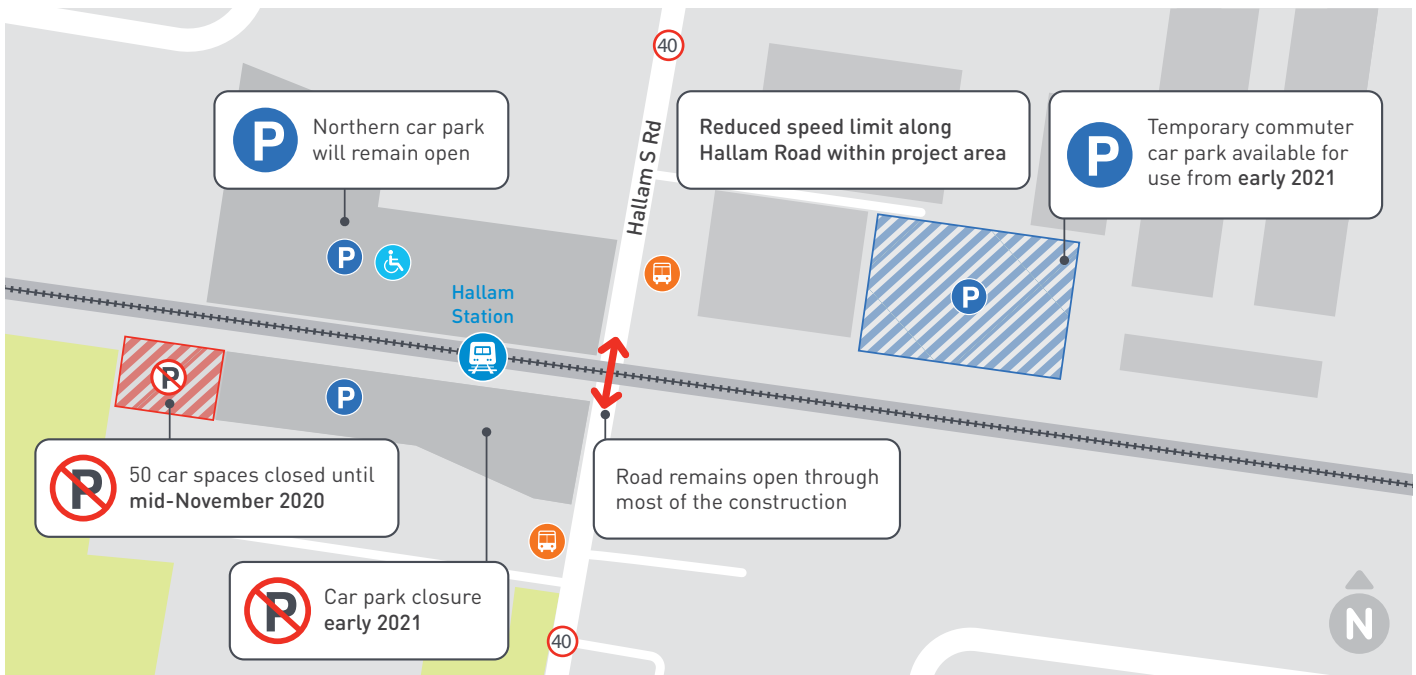 40
P
Northern car park
will remain open
Hallam S Rd
Reduced speed limit along
Hallam Road within project area
P
Temporary commuter
car park available for
use from early 2021
P
Hallam
Station
P
P
P
P
50 car spaces closed until
mid-November 2020
Road remains open through
most of the construction
P
Car park closure
early 2021
40
N